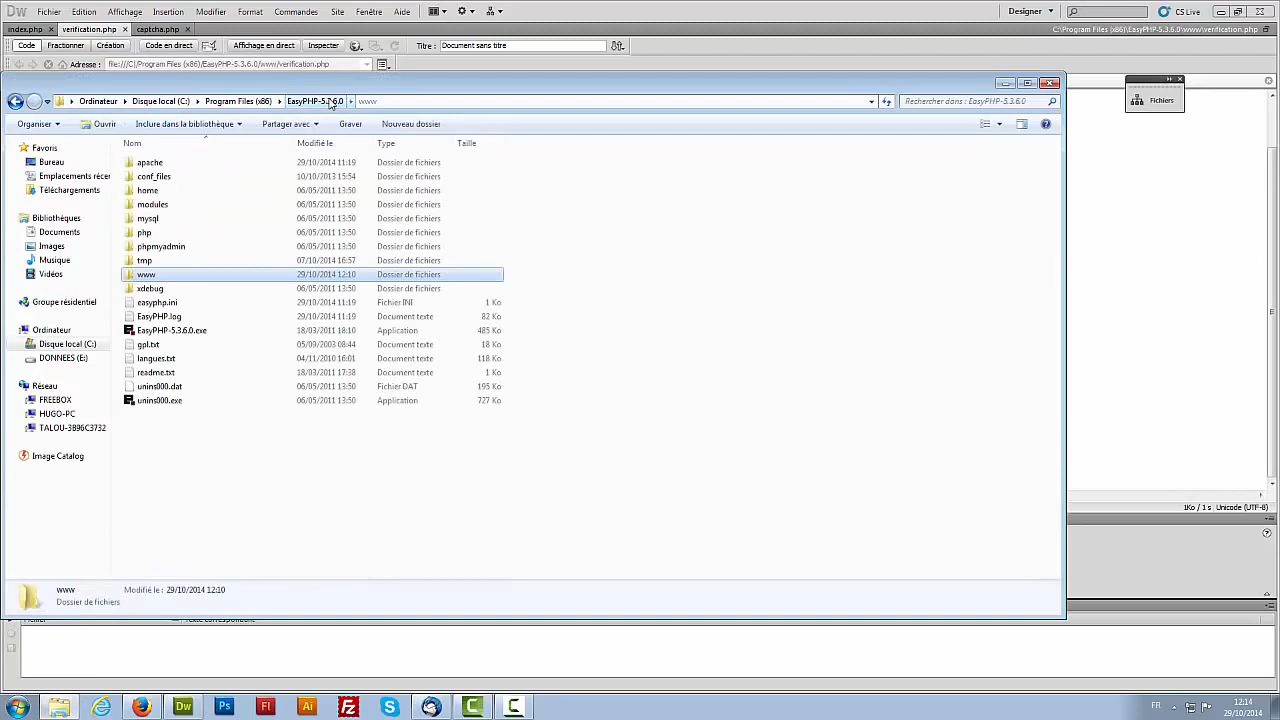 Dw Fichier Edition Affichage Insertion Modifier Format Commandes Site Fenêtre Aide Designer CS Live
index.php × verification.php × captcha.php × C:\Program Files (x86)\EasyPHP-5.3.6.0\www\verification.php
Code Fractionner Création Code en direct Affichage en direct Inspecter Titre : Document sans titre
Adresse : file:///C|/Program Files (x86)/EasyPHP-5.3.6.0/www/verification.php
Ordinateur Disque local (C:) Program Files (x86) EasyPHP-5.3.6.0 www Rechercher dans : EasyPHP-5.3.6.0
Fichiers
Organiser Ouvrir Inclure dans la bibliothèque Partager avec Graver Nouveau dossier
Nom Modifié le Type Taille
Favoris
Bureau
Emplacements récen
Téléchargements
Bibliothèques
Documents
Images
Musique
Vidéos
Groupe résidentiel
Ordinateur
Disque local (C:)
DONNEES (E:)
Réseau
FREEBOX
HUGO-PC
TALOU-3B96C3732
Image Catalog
apache 29/10/2014 11:19 Dossier de fichiers
conf_files 10/10/2013 15:54 Dossier de fichiers
home 06/05/2011 13:50 Dossier de fichiers
modules 06/05/2011 13:50 Dossier de fichiers
mysql 06/05/2011 13:50 Dossier de fichiers
php 06/05/2011 13:50 Dossier de fichiers
phpmyadmin 06/05/2011 13:50 Dossier de fichiers
tmp 07/10/2014 16:57 Dossier de fichiers
www 29/10/2014 12:10 Dossier de fichiers
xdebug 06/05/2011 13:50 Dossier de fichiers
easyphp.ini 29/10/2014 11:19 Fichier INI 1 Ko
EasyPHP.log 29/10/2014 11:19 Document texte 82 Ko
EasyPHP-5.3.6.0.exe 18/03/2011 18:10 Application 485 Ko
gpl.txt 05/09/2003 08:44 Document texte 18 Ko
langues.txt 04/11/2010 16:01 Document texte 118 Ko
readme.txt 18/03/2011 17:38 Document texte 1 Ko
unins000.dat 06/05/2011 13:50 Fichier DAT 195 Ko
unins000.exe 06/05/2011 13:50 Application 727 Ko
1Ko / 1 s Unicode (UTF-8)
www Modifié le : 29/10/2014 12:10
Dossier de fichiers
Dw Ps Fl Ai Fz S C C FR 12:14
29/10/2014